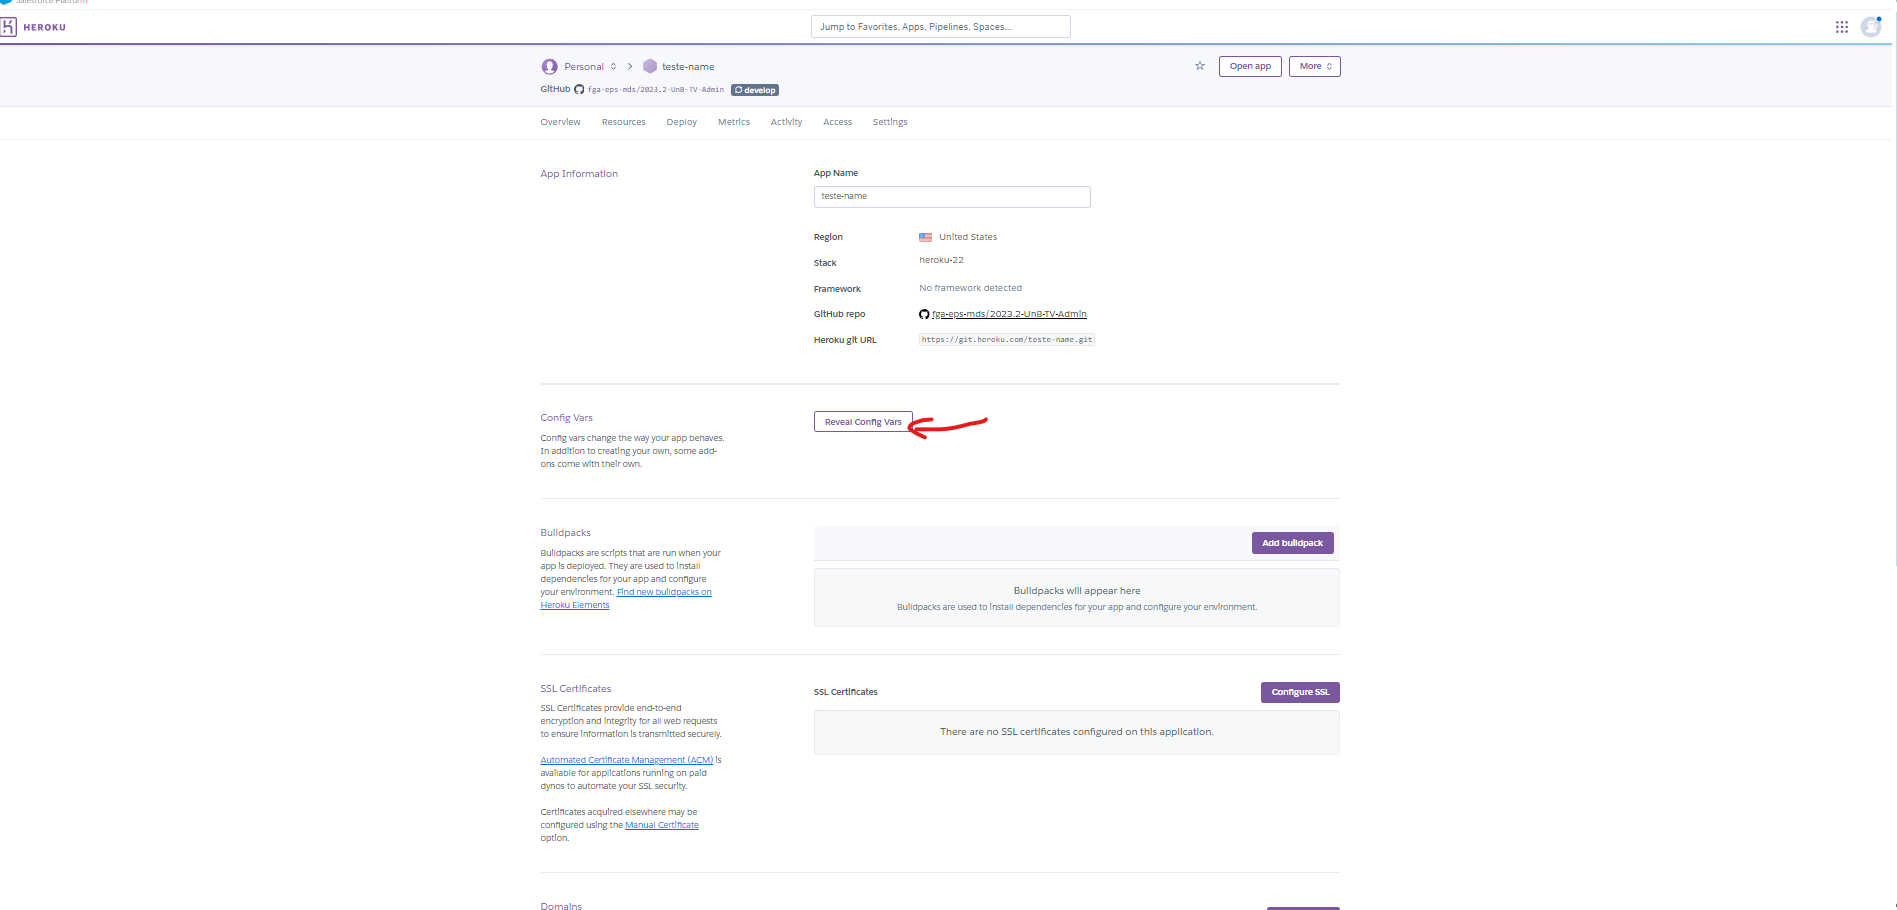 Salesforce Platform
HEROKU
Jump to Favorites, Apps, Pipelines, Spaces...
Personal
teste-name
Open app
More
GitHub
fga-eps-mds/2023.2-UnB-TV-Admin
develop
Overview
Resources
Deploy
Metrics
Activity
Access
Settings
App Information
App Name
teste-name
Region
United States
Stack
heroku-22
Framework
No framework detected
GitHub repo
fga-eps-mds/2023.2-UnB-TV-Admin
Heroku git URL
https://git.heroku.com/teste-name.git
Config Vars
Config vars change the way your app behaves.
In addition to creating your own, some add-
ons come with their own.
Reveal Config Vars
Buildpacks
Buildpacks are scripts that are run when your
app is deployed. They are used to install
dependencies for your app and configure
your environment. Find new buildpacks on
Heroku Elements
Add buildpack
Buildpacks will appear here
Buildpacks are used to install dependencies for your app and configure your environment.
SSL Certificates
SSL Certificates provide end-to-end
encryption and integrity for all web requests
to ensure information is transmitted securely.
Automated Certificate Management (ACM) is
available for applications running on paid
dynos to automate your SSL security.
Certificates acquired elsewhere may be
configured using the Manual Certificate
option.
SSL Certificates
Configure SSL
There are no SSL certificates configured on this application.
Domains